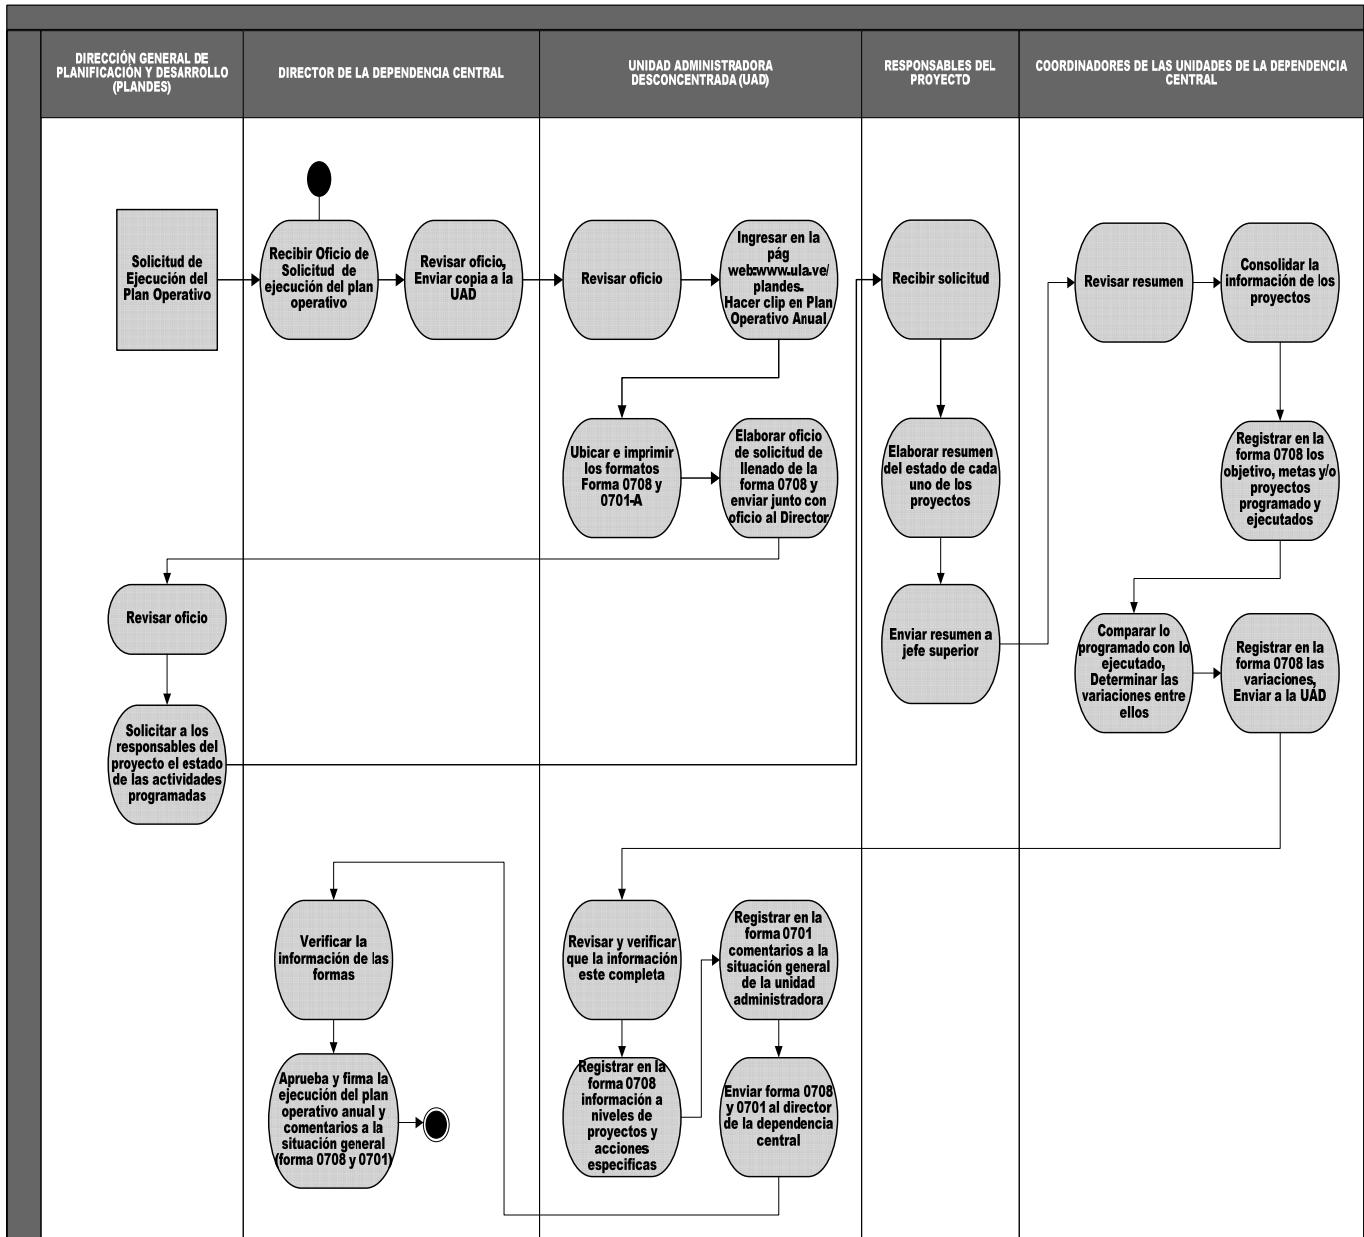 DIRECCIÓN GENERAL DE
PLANIFICACIÓN Y DESARROLLO
(PLANDES)
DIRECTOR DE LA DEPENDENCIA CENTRAL
UNIDAD ADMINISTRADORA
DESCONCENTRADA (UAD)
RESPONSABLES DEL
PROYECTO
COORDINADORES DE LAS UNIDADES DE LA DEPENDENCIA
CENTRAL
Solicitud de
Ejecución del
Plan Operativo
Recibir Oficio de
Solicitud de
ejecución del plan
operativo
Revisar oficio,
Enviar copia a la
UAD
Revisar oficio
Ingresar en la
pág
web:www.ula.ve/
plandes.
Hacer clip en Plan
Operativo Anual
Recibir solicitud
Revisar resumen
Consolidar la
información de los
proyectos
Ubicar e imprimir
los formatos
Forma 0708 y
0701-A
Elaborar oficio
de solicitud de
llenado de la
forma 0708 y
enviar junto con
oficio al Director
Elaborar resumen
del estado de cada
uno de los
proyectos
Registrar en la
forma 0708 los
objetivo, metas y/o
proyectos
programado y
ejecutados
Revisar oficio
Enviar resumen a
jefe superior
Comparar lo
programado con lo
ejecutado,
Determinar las
variaciones entre
ellos
Registrar en la
forma 0708 las
variaciones,
Enviar a la UAD
Solicitar a los
responsables del
proyecto el estado
de las actividades
programadas
Verificar la
información de las
formas
Revisar y verificar
que la información
este completa
Registrar en la
forma 0701
comentarios a la
situación general
de la unidad
administradora
Aprueba y firma la
ejecución del plan
operativo anual y
comentarios a la
situación general
(forma 0708 y 0701)
Registrar en la
forma 0708
información a
niveles de
proyectos y
acciones
especificas
Enviar forma 0708
y 0701 al director
de la dependencia
central